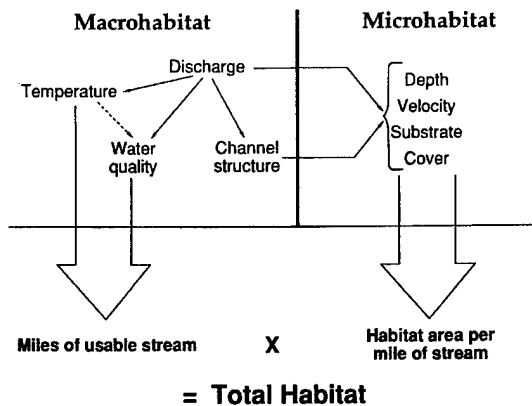 Macrohabitat
Microhabitat
Discharge
Temperature
Water
quality
Channel
structure
Depth
Velocity
Substrate
Cover
Miles of usable stream
X
Habitat area per
mile of stream
= Total Habitat